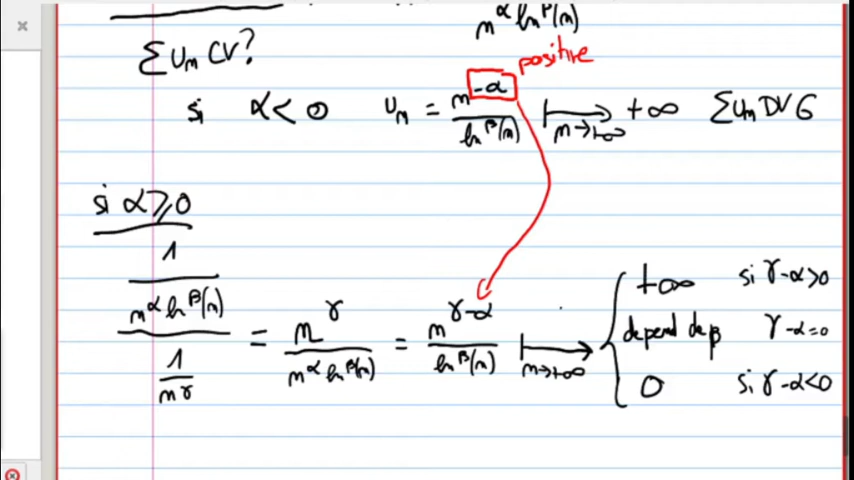 n^α ln^β(n)
∑ Un CV?
positive
si α < 0 Un = n^-α / ln^β(n) ⟼ n→+∞ +∞ ∑Un DVG
si α ⩾ 0
(1 / (n^α ln^β(n))) / (1 / n^γ) = n^γ / (n^α ln^β(n)) = n^(γ-α) / ln^β(n) ⟼ n→+∞ {
+∞ si γ-α>0
depend de β γ-α=0
0 si γ-α<0